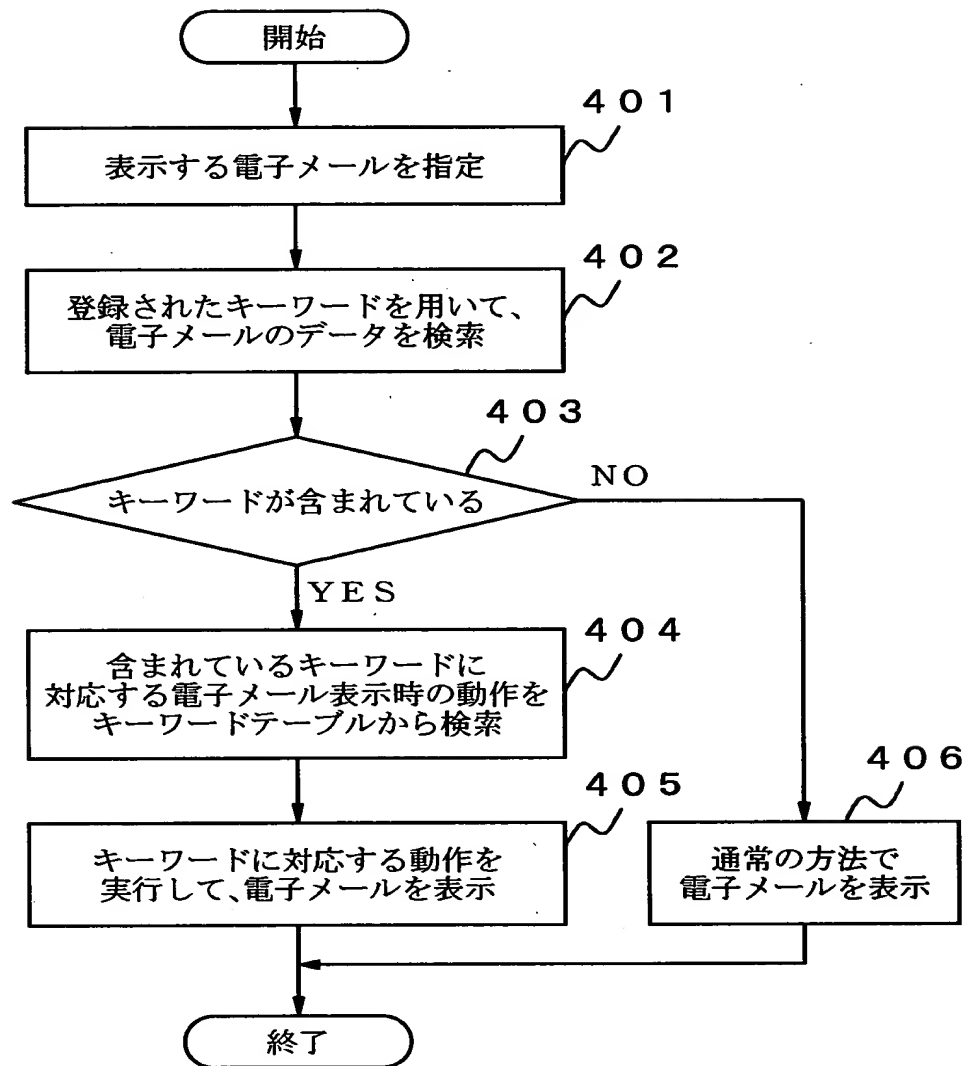 開始
401
表示する電子メールを指定
402
登録されたキーワードを用いて、
電子メールのデータを検索
403
キーワードが含まれている
NO
YES
404
含まれているキーワードに
対応する電子メール表示時の動作を
キーワードテーブルから検索
405
キーワードに対応する動作を
実行して、電子メールを表示
406
通常の方法で
電子メールを表示
終了